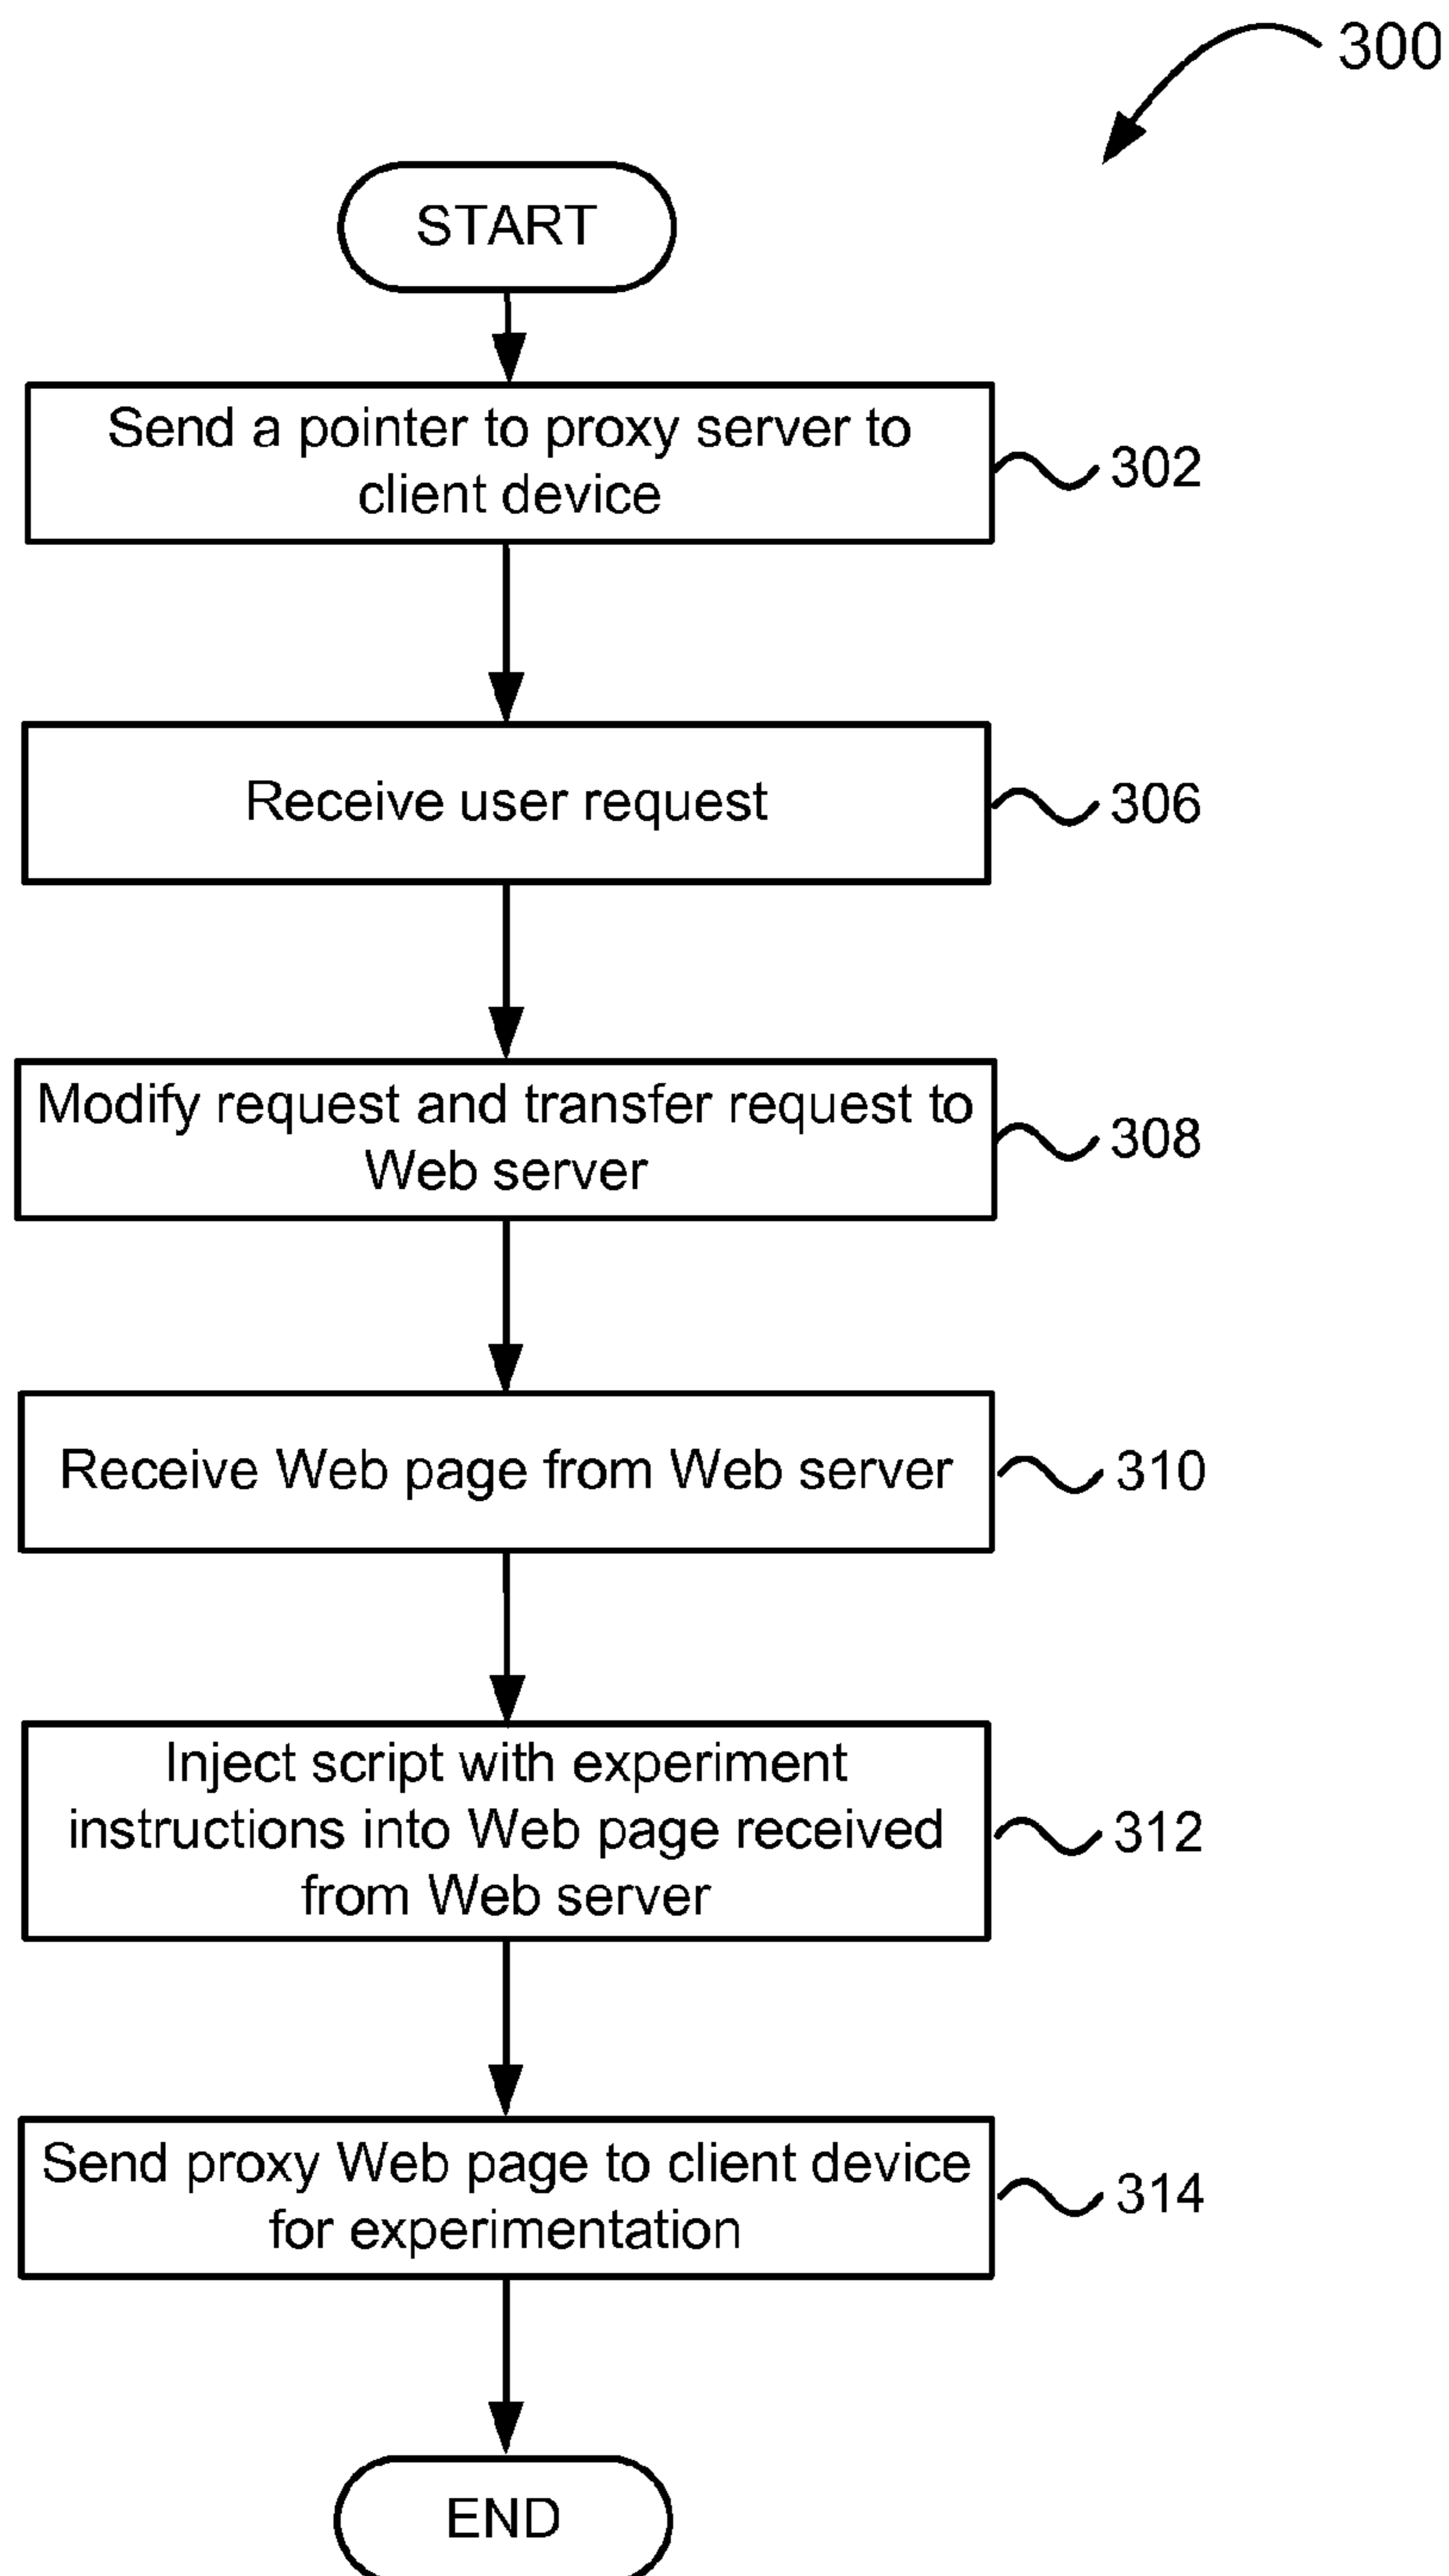 300
START
Send a pointer to proxy server to
client device
302
Receive user request
306
Modify request and transfer request to
Web server
308
Receive Web page from Web server
310
Inject script with experiment
instructions into Web page received
from Web server
312
Send proxy Web page to client device
for experimentation
314
END